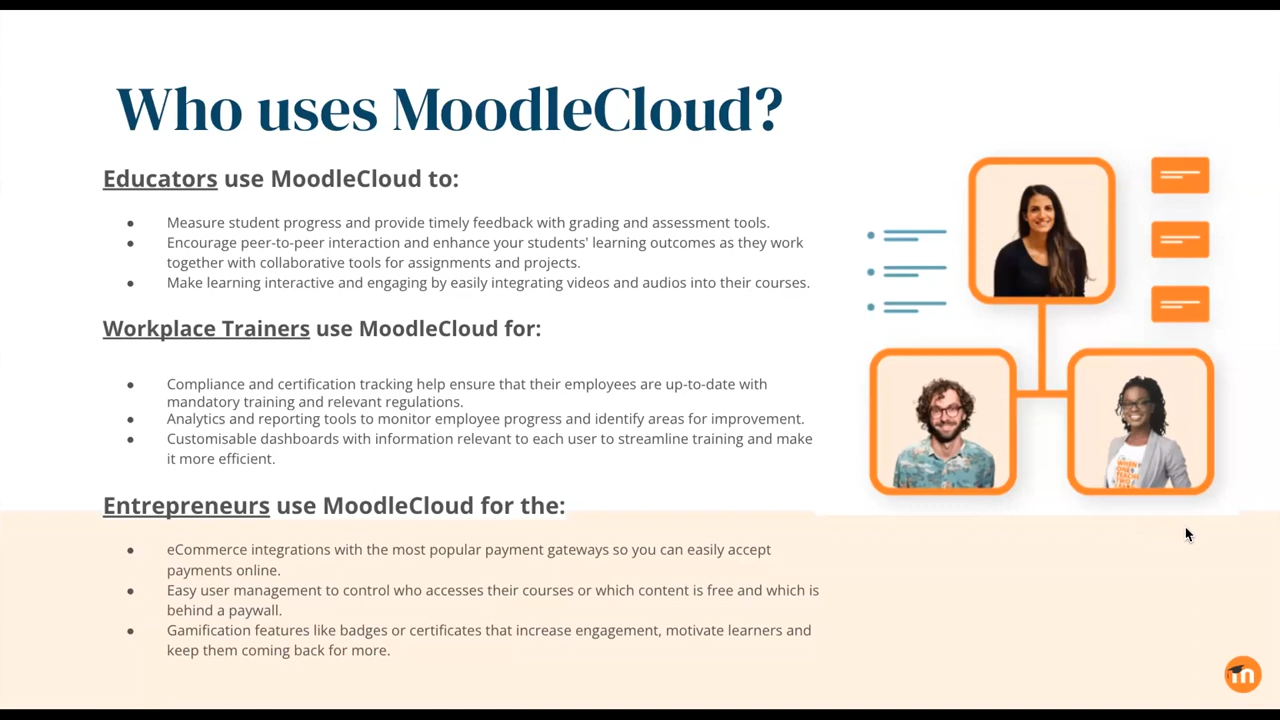 Who uses MoodleCloud?
Educators use MoodleCloud to:
● Measure student progress and provide timely feedback with grading and assessment tools.
● Encourage peer-to-peer interaction and enhance your students' learning outcomes as they work
together with collaborative tools for assignments and projects.
● Make learning interactive and engaging by easily integrating videos and audios into their courses.
Workplace Trainers use MoodleCloud for:
● Compliance and certification tracking help ensure that their employees are up-to-date with
mandatory training and relevant regulations.
● Analytics and reporting tools to monitor employee progress and identify areas for improvement.
● Customisable dashboards with information relevant to each user to streamline training and make
it more efficient.
Entrepreneurs use MoodleCloud for the:
● eCommerce integrations with the most popular payment gateways so you can easily accept
payments online.
● Easy user management to control who accesses their courses or which content is free and which is
behind a paywall.
● Gamification features like badges or certificates that increase engagement, motivate learners and
keep them coming back for more.
WHEN
ONE
TEACHES
TWO
m